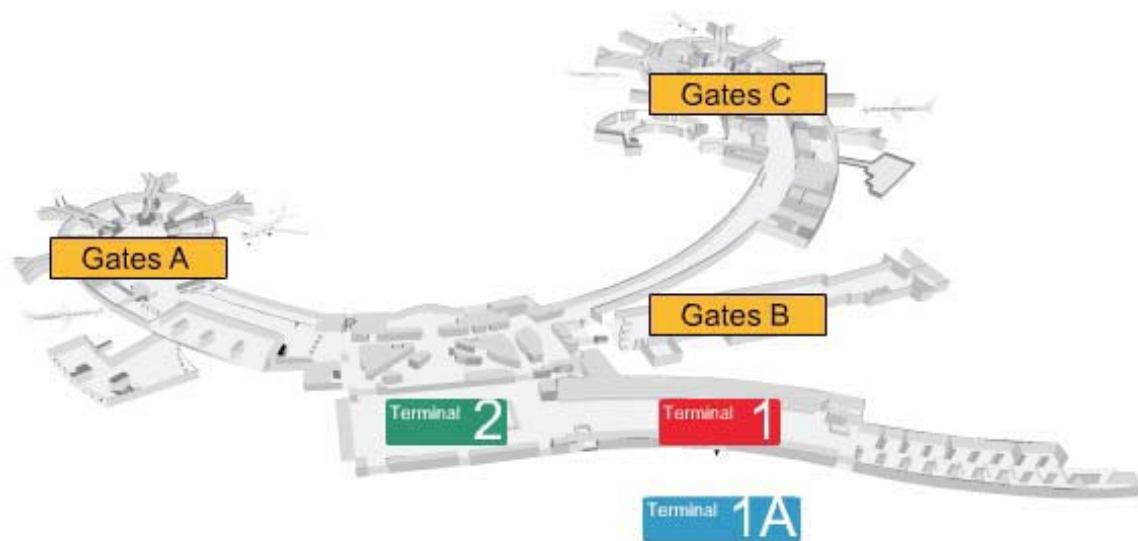 Gates C
Gates A
Gates B
Terminal 2
Terminal 1
Terminal 1A